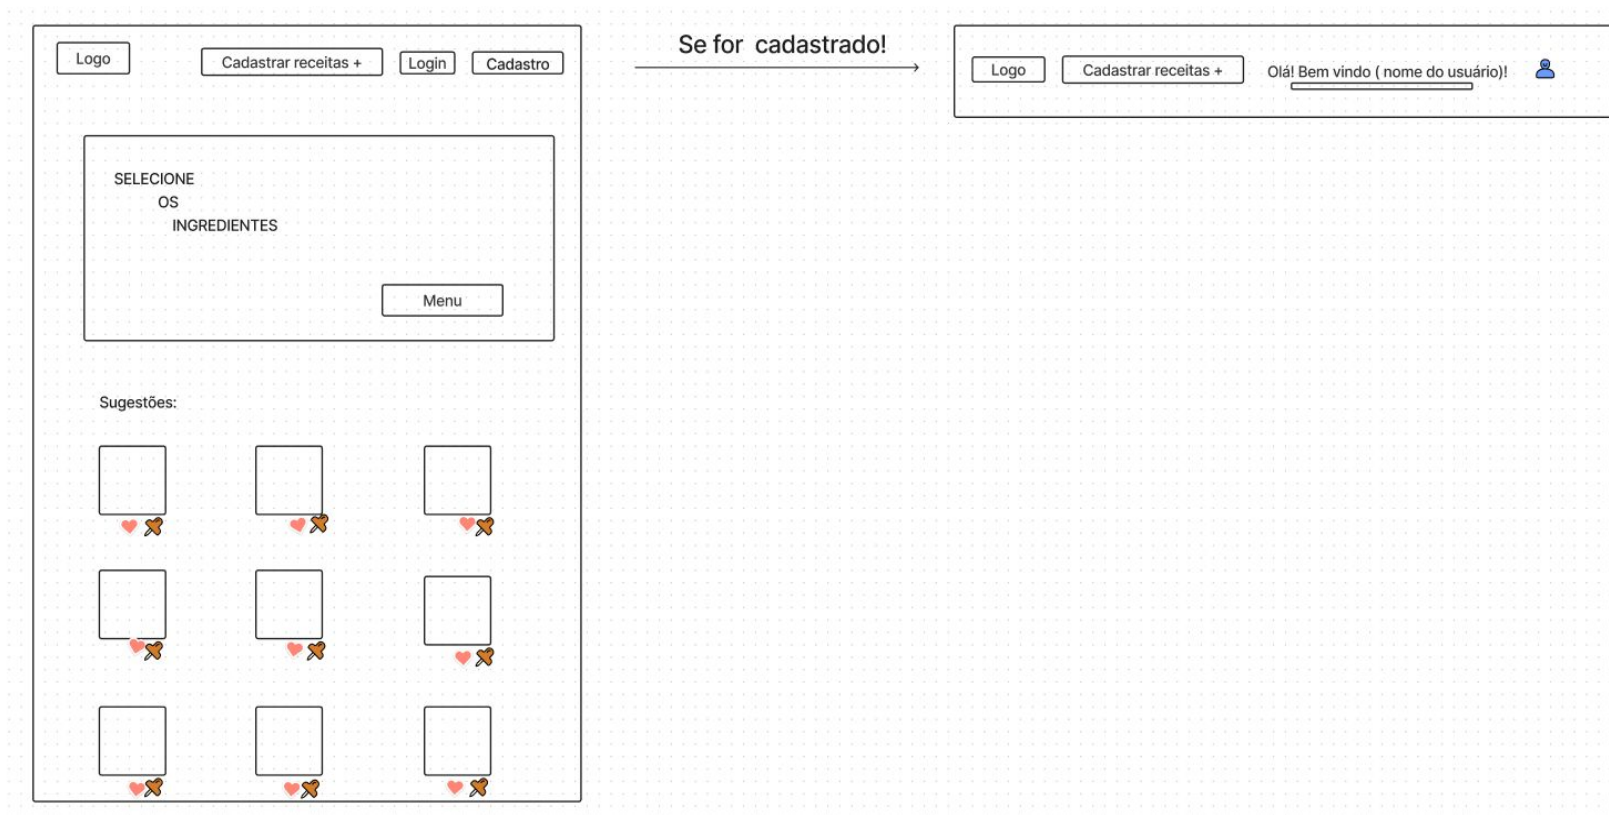 Logo
Cadastrar receitas +
Login
Cadastro
SELECIONE
OS
INGREDIENTES
Menu
Sugestões:
Se for cadastrado!
Logo
Cadastrar receitas +
Olá! Bem vindo ( nome do usuário)!